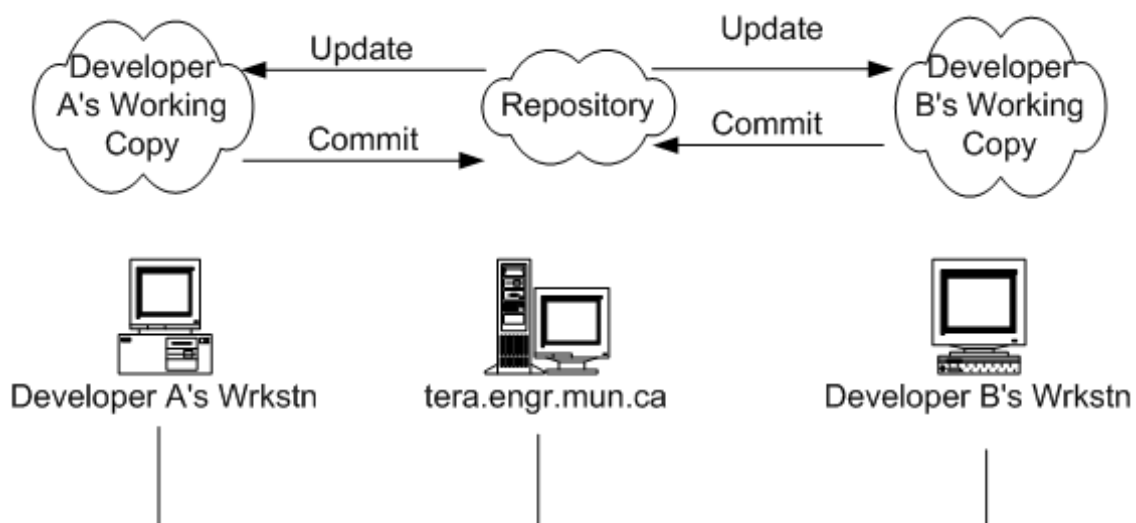 Developer
A's Working
Copy
Update
Commit
Repository
Update
Commit
Developer
B's Working
Copy
Developer A's Wrkstn
tera.engr.mun.ca
Developer B's Wrkstn